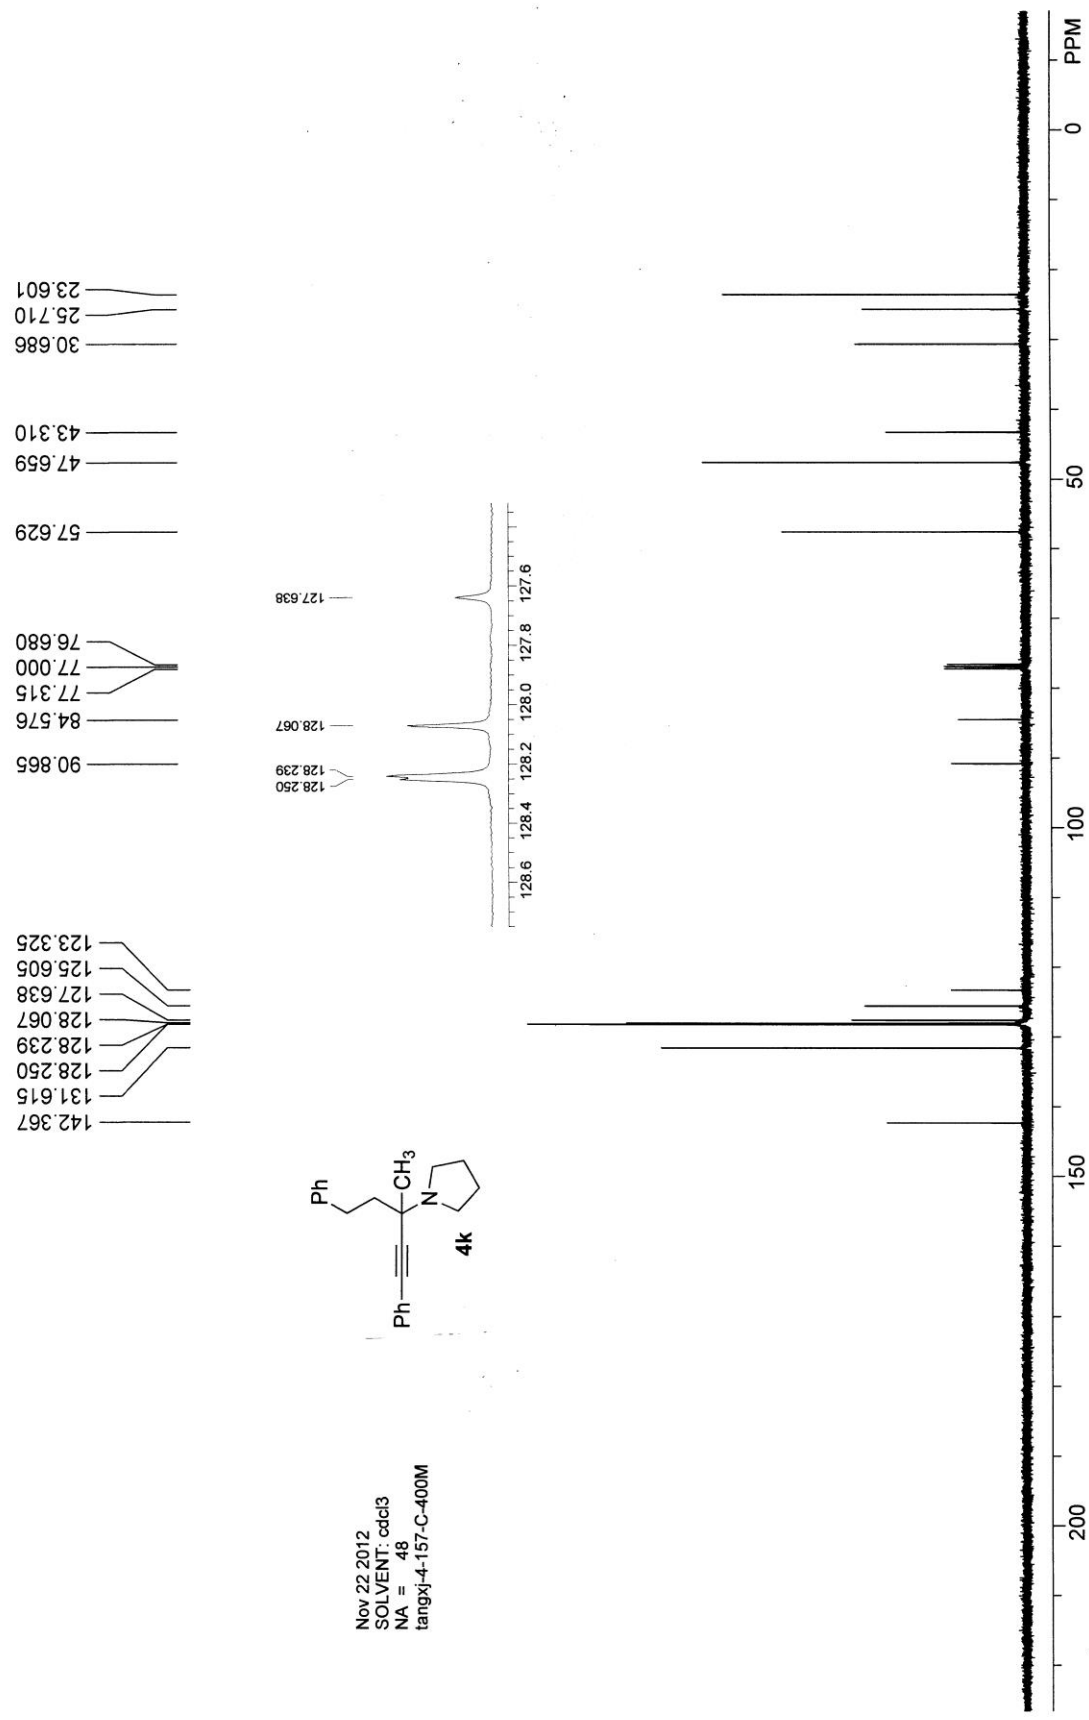 Nov 22 2012
SOLVENT: cdcl3
NA = 48
tangxj-4-157-C-400M
Ph
CH3
N
Ph
4k
142.367
131.615
128.250
128.239
128.067
127.638
125.605
123.325
90.865
84.576
77.315
77.000
76.680
57.629
47.659
43.310
30.686
25.710
23.601
128.250
128.239
128.067
127.638
128.6 128.4 128.2 128.0 127.8 127.6
200 150 100 50 0 PPM